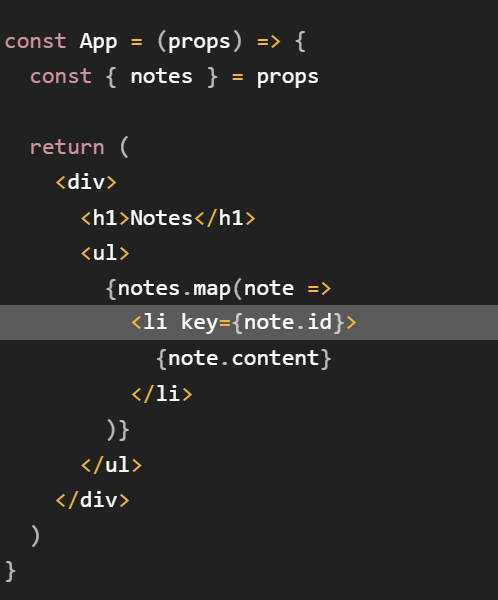 const App = (props) => {
  const { notes } = props

  return (
    <div>
      <h1>Notes</h1>
      <ul>
        {notes.map(note =>
          <li key={note.id}>
            {note.content}
          </li>
        )}
      </ul>
    </div>
  )
}